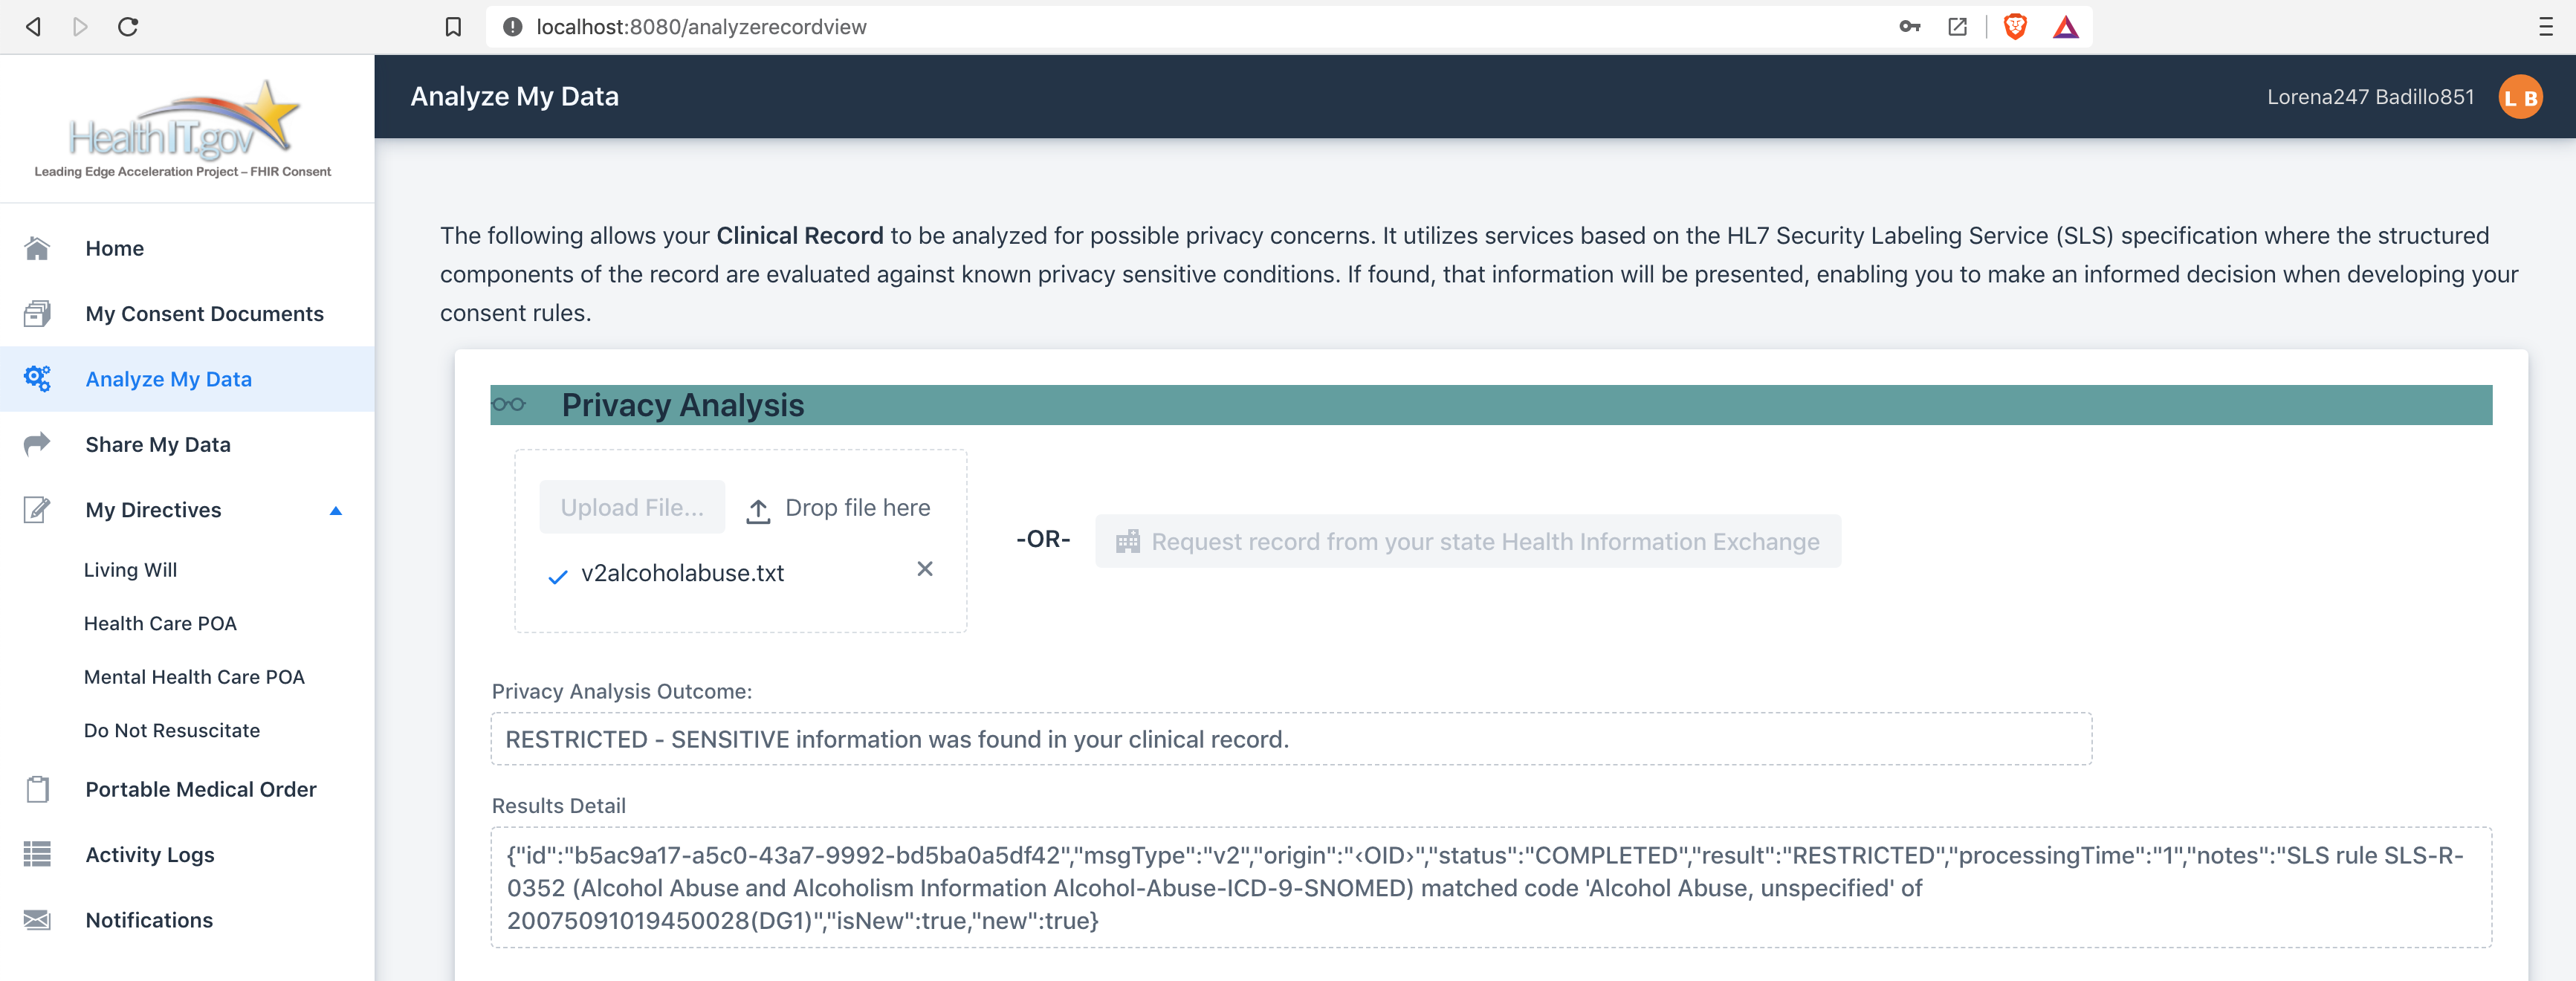 localhost:8080/analyzerecordview
HealthIT.gov
Leading Edge Acceleration Project – FHIR Consent
Analyze My Data
Lorena247 Badillo851
L B
Home
My Consent Documents
Analyze My Data
Share My Data
My Directives
Living Will
Health Care POA
Mental Health Care POA
Do Not Resuscitate
Portable Medical Order
Activity Logs
Notifications
The following allows your Clinical Record to be analyzed for possible privacy concerns. It utilizes services based on the HL7 Security Labeling Service (SLS) specification where the structured
components of the record are evaluated against known privacy sensitive conditions. If found, that information will be presented, enabling you to make an informed decision when developing your
consent rules.
Privacy Analysis
Upload File...
Drop file here
v2alcoholabuse.txt
-OR-
Request record from your state Health Information Exchange
Privacy Analysis Outcome:
RESTRICTED - SENSITIVE information was found in your clinical record.
Results Detail
{"id":"b5ac9a17-a5c0-43a7-9992-bd5ba0a5df42","msgType":"v2","origin":"‹OID›","status":"COMPLETED","result":"RESTRICTED","processingTime":"1","notes":"SLS rule SLS-R-
0352 (Alcohol Abuse and Alcoholism Information Alcohol-Abuse-ICD-9-SNOMED) matched code 'Alcohol Abuse, unspecified' of
20075091019450028(DG1)","isNew":true,"new":true}